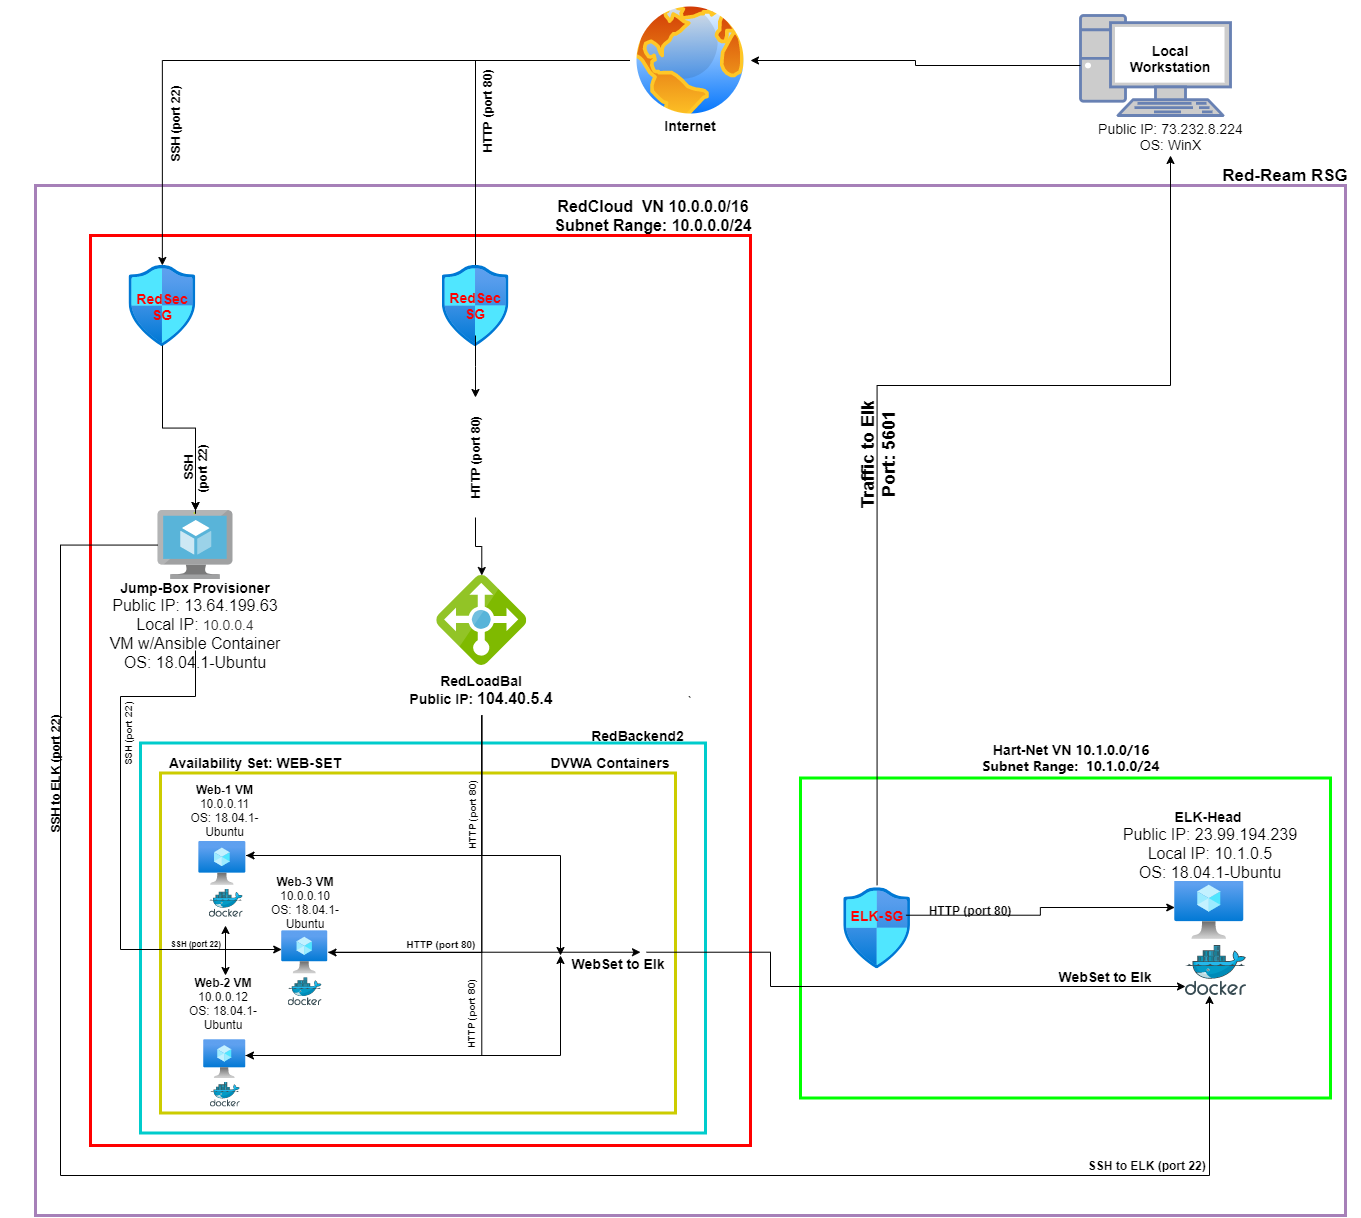 Local
Workstation
Internet
Public IP: 73.232.8.224
OS: WinX
SSH (port 22)
HTTP (port 80)
Red-Ream RSG
RedCloud  VN 10.0.0.0/16
Subnet Range: 10.0.0.0/24
RedSec
SG
RedSec
SG
SSH
(port 22)
HTTP (port 80)
Traffic to Elk
Port: 5601
Jump-Box Provisioner
Public IP: 13.64.199.63
Local IP: 10.0.0.4
VM w/Ansible Container
OS: 18.04.1-Ubuntu
RedLoadBal
Public IP: 104.40.5.4
`
SSH to ELK (port 22)
SSH (port 22)
RedBackend2
Availability Set: WEB-SET
DVWA Containers
Web-1 VM
10.0.0.11
OS: 18.04.1-
Ubuntu
docker
HTTP (port 80)
Web-3 VM
10.0.0.10
OS: 18.04.1-
Ubuntu
docker
SSH (port 22)
HTTP (port 80)
WebSet to Elk
Web-2 VM
10.0.0.12
OS: 18.04.1-
Ubuntu
docker
HTTP (port 80)
Hart-Net VN 10.1.0.0/16
Subnet Range:  10.1.0.0/24
ELK-Head
Public IP: 23.99.194.239
Local IP: 10.1.0.5
OS: 18.04.1-Ubuntu
ELK-SG
HTTP (port 80)
WebSet to Elk
docker
SSH to ELK (port 22)